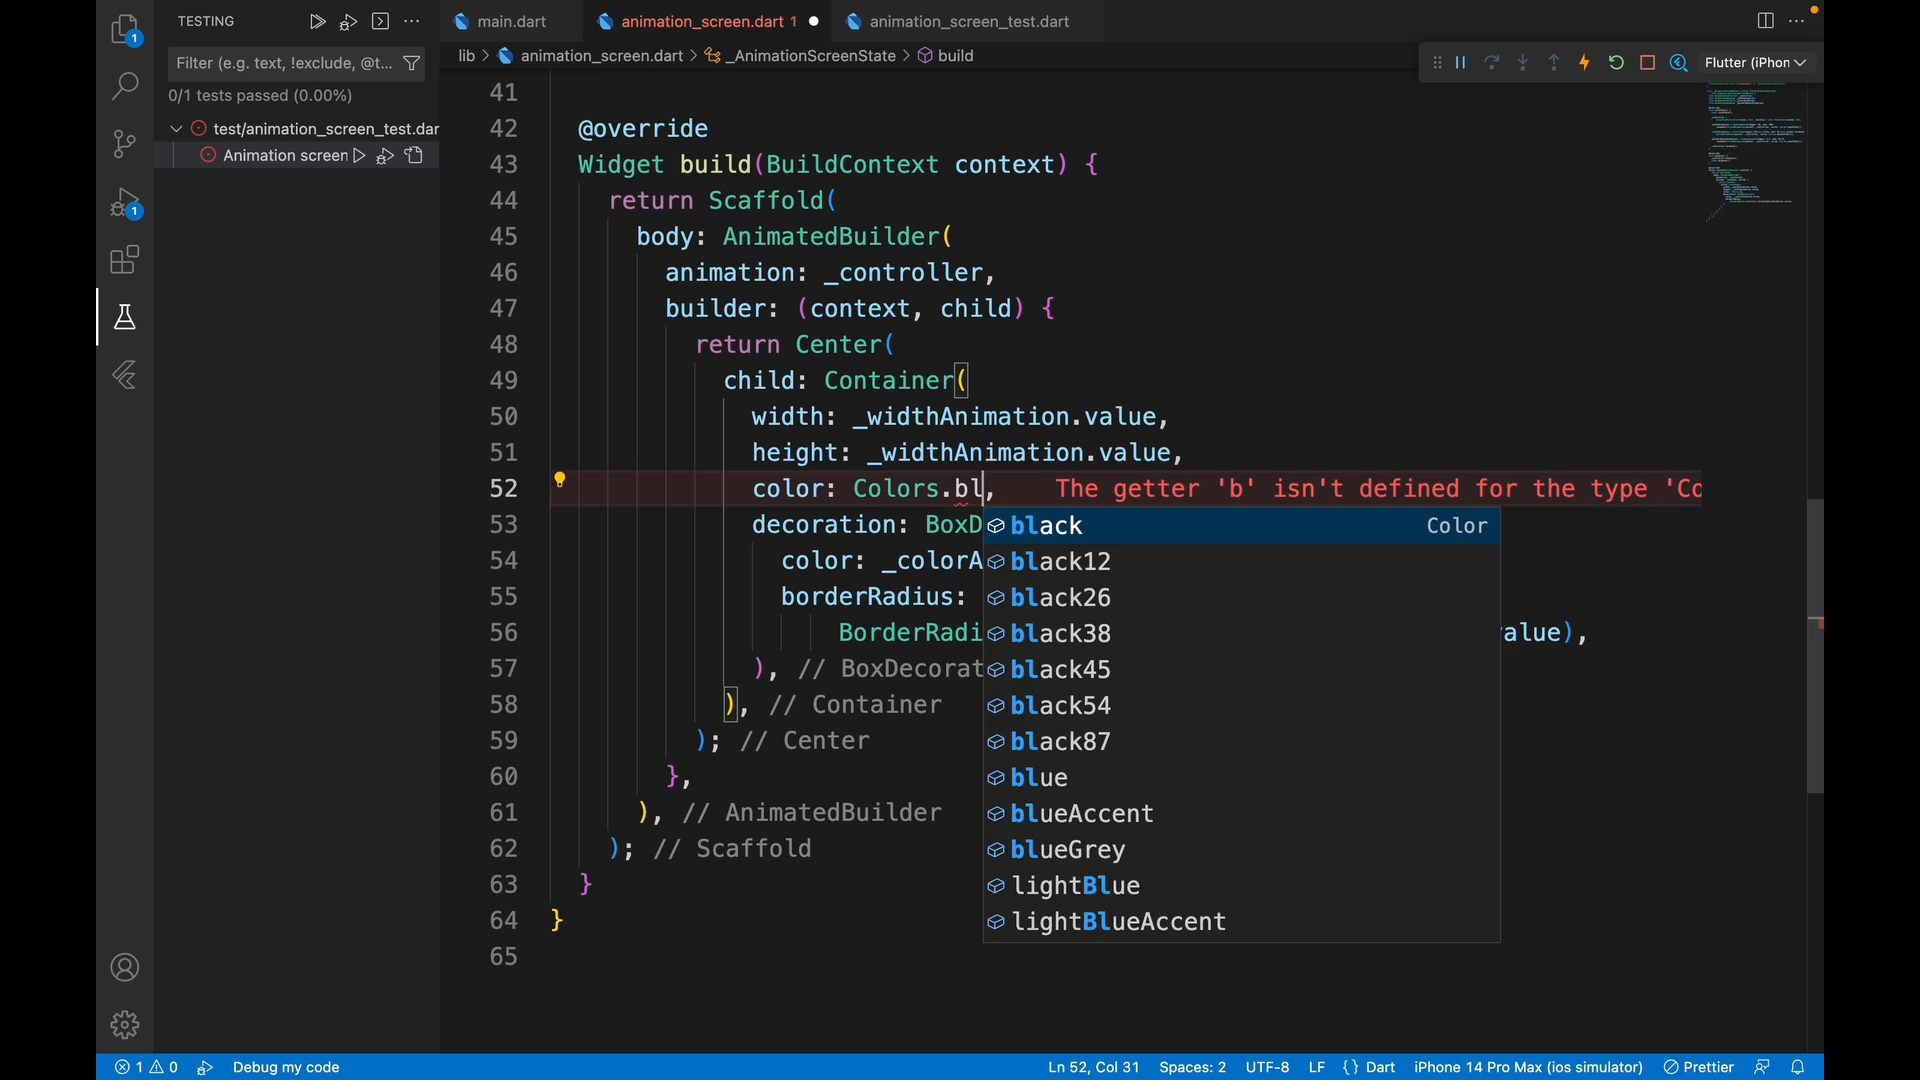 TESTING
main.dart
animation_screen.dart 1
animation_screen_test.dart
Filter (e.g. text, !exclude, @t...
0/1 tests passed (0.00%)
test/animation_screen_test.dar
Animation screen
lib > animation_screen.dart > _AnimationScreenState > build
Flutter (iPhon
41
42 @override
43 Widget build(BuildContext context) {
44 return Scaffold(
45 body: AnimatedBuilder(
46 animation: _controller,
47 builder: (context, child) {
48 return Center(
49 child: Container(
50 width: _widthAnimation.value,
51 height: _widthAnimation.value,
52 color: Colors.bl, The getter 'b' isn't defined for the type 'Co
53 decoration: BoxD
54 color: _colorA
55 borderRadius:
56 BorderRadi alue),
57 ), // BoxDecorat
58 ), // Container
59 ); // Center
60 },
61 ), // AnimatedBuilder
62 ); // Scaffold
63 }
64 }
65
black Color
black12
black26
black38
black45
black54
black87
blue
blueAccent
blueGrey
lightBlue
lightBlueAccent
1
1
1 0 Debug my code
Ln 52, Col 31 Spaces: 2 UTF-8 LF {} Dart iPhone 14 Pro Max (ios simulator) Prettier